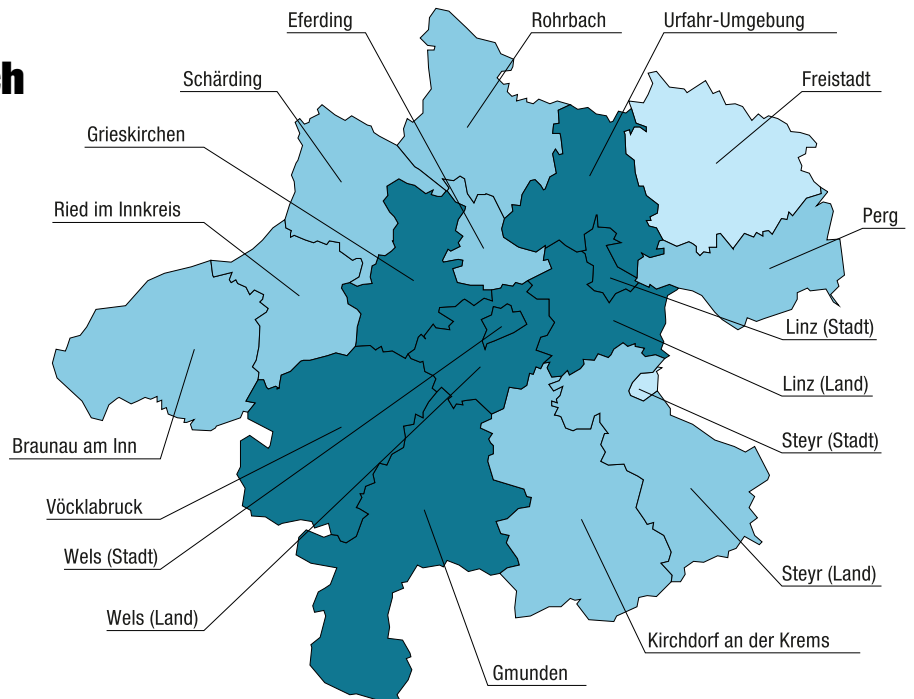 Eferding
Rohrbach
Urfahr-Umgebung
ch
Schärding
Freistadt
Grieskirchen
Ried im Innkreis
Perg
Linz (Stadt)
Linz (Land)
Braunau am Inn
Steyr (Stadt)
Vöcklabruck
Wels (Stadt)
Steyr (Land)
Wels (Land)
Kirchdorf an der Krems
Gmunden